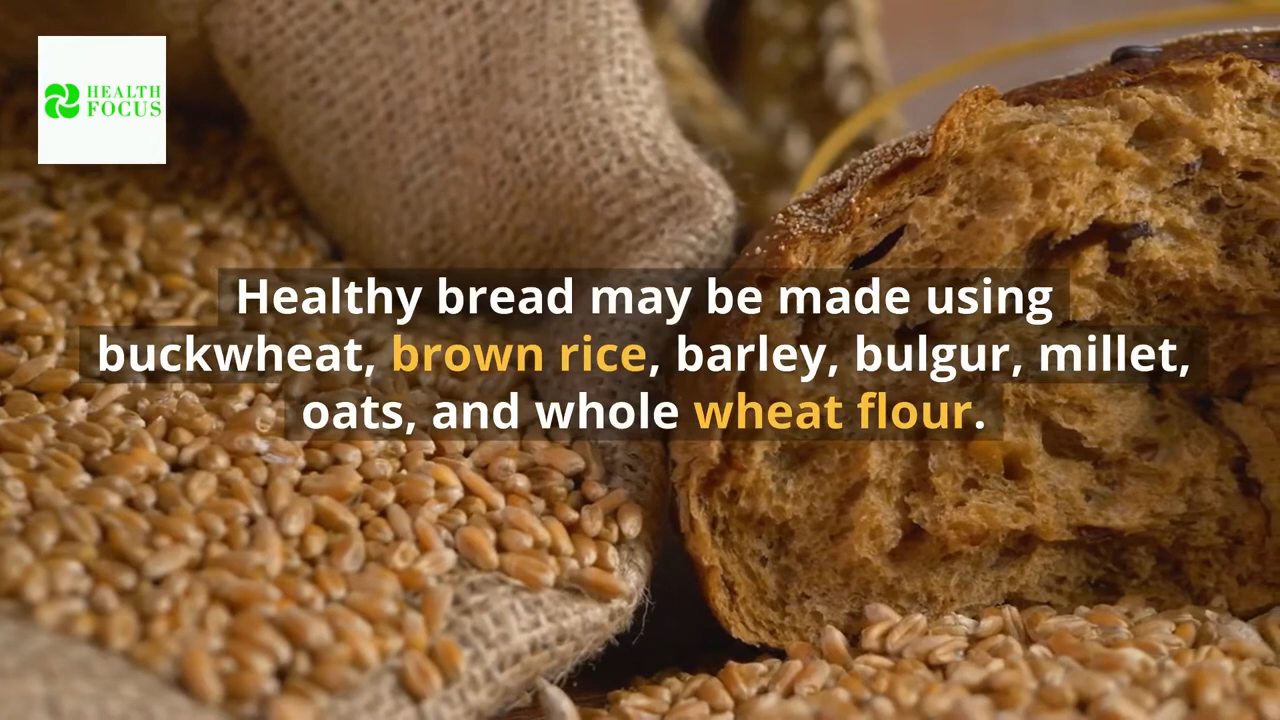 HEALTH
FOCUS
Healthy bread may be made using
buckwheat, brown rice, barley, bulgur, millet,
oats, and whole wheat flour.